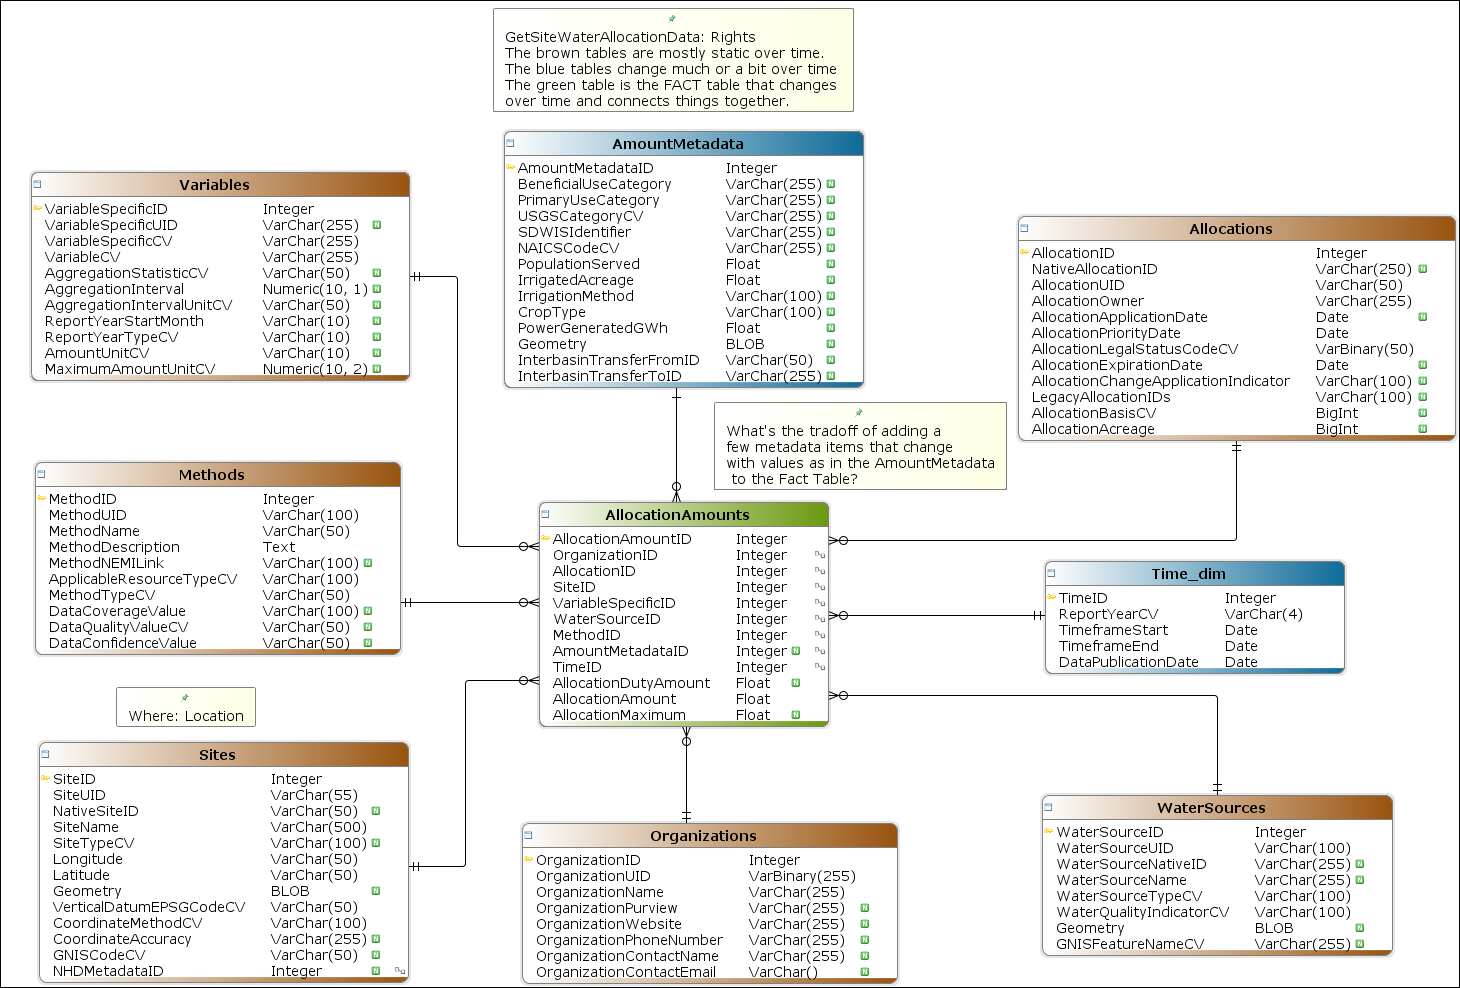 GetSiteWaterAllocationData: Rights
The brown tables are mostly static over time.
The blue tables change much or a bit over time
The green table is the FACT table that changes
over time and connects things together.
AmountMetadata
AmountMetadataID Integer
BeneficialUseCategory VarChar(255) N
PrimaryUseCategory VarChar(255) N
USGSCategoryCV VarChar(255) N
SDWISIdentifier VarChar(255) N
NAICSCodeCV VarChar(255) N
PopulationServed Float N
IrrigatedAcreage Float N
IrrigationMethod VarChar(100) N
CropType VarChar(100) N
PowerGeneratedGWh Float N
Geometry BLOB N
InterbasinTransferFromID VarChar(50) N
InterbasinTransferToID VarChar(255) N
Variables
VariableSpecificID Integer
VariableSpecificUID VarChar(255) N
VariableSpecificCV VarChar(255)
VariableCV VarChar(255)
AggregationStatisticCV VarChar(50) N
AggregationInterval Numeric(10, 1) N
AggregationIntervalUnitCV VarChar(50) N
ReportYearStartMonth VarChar(10) N
ReportYearTypeCV VarChar(10) N
AmountUnitCV VarChar(10) N
MaximumAmountUnitCV Numeric(10, 2) N
Allocations
AllocationID Integer
NativeAllocationID VarChar(250) N
AllocationUID VarChar(50)
AllocationOwner VarChar(255)
AllocationApplicationDate Date N
AllocationPriorityDate Date
AllocationLegalStatusCodeCV VarBinary(50)
AllocationExpirationDate Date N
AllocationChangeApplicationIndicator VarChar(100) N
LegacyAllocationIDs VarChar(100) N
AllocationBasisCV BigInt N
AllocationAcreage BigInt N
What's the tradoff of adding a
few metadata items that change
with values as in the AmountMetadata
to the Fact Table?
Methods
MethodID Integer
MethodUID VarChar(100)
MethodName VarChar(50)
MethodDescription Text
MethodNEMILink VarChar(100) N
ApplicableResourceTypeCV VarChar(100)
MethodTypeCV VarChar(50)
DataCoverageValue VarChar(100) N
DataQualityValueCV VarChar(50) N
DataConfidenceValue VarChar(50) N
AllocationAmounts
AllocationAmountID Integer
OrganizationID Integer
AllocationID Integer
SiteID Integer
VariableSpecificID Integer
WaterSourceID Integer
MethodID Integer
AmountMetadataID Integer N
TimeID Integer
AllocationDutyAmount Float N
AllocationAmount Float
AllocationMaximum Float N
Time_dim
TimeID Integer
ReportYearCV VarChar(4)
TimeframeStart Date
TimeframeEnd Date
DataPublicationDate Date
Where: Location
Sites
SiteID Integer
SiteUID VarChar(55)
NativeSiteID VarChar(50) N
SiteName VarChar(500)
SiteTypeCV VarChar(100) N
Longitude VarChar(50)
Latitude VarChar(50)
Geometry BLOB N
VerticalDatumEPSGCodeCV VarChar(50)
CoordinateMethodCV VarChar(100)
CoordinateAccuracy VarChar(255) N
GNISCodeCV VarChar(50) N
NHDMetadataID Integer N
Organizations
OrganizationID Integer
OrganizationUID VarBinary(255)
OrganizationName VarChar(255)
OrganizationPurview VarChar(255) N
OrganizationWebsite VarChar(255) N
OrganizationPhoneNumber VarChar(255) N
OrganizationContactName VarChar(255) N
OrganizationContactEmail VarChar() N
WaterSources
WaterSourceID Integer
WaterSourceUID VarChar(100)
WaterSourceNativeID VarChar(255) N
WaterSourceName VarChar(255) N
WaterSourceTypeCV VarChar(100)
WaterQualityIndicatorCV VarChar(100)
Geometry BLOB N
GNISFeatureNameCV VarChar(255) N